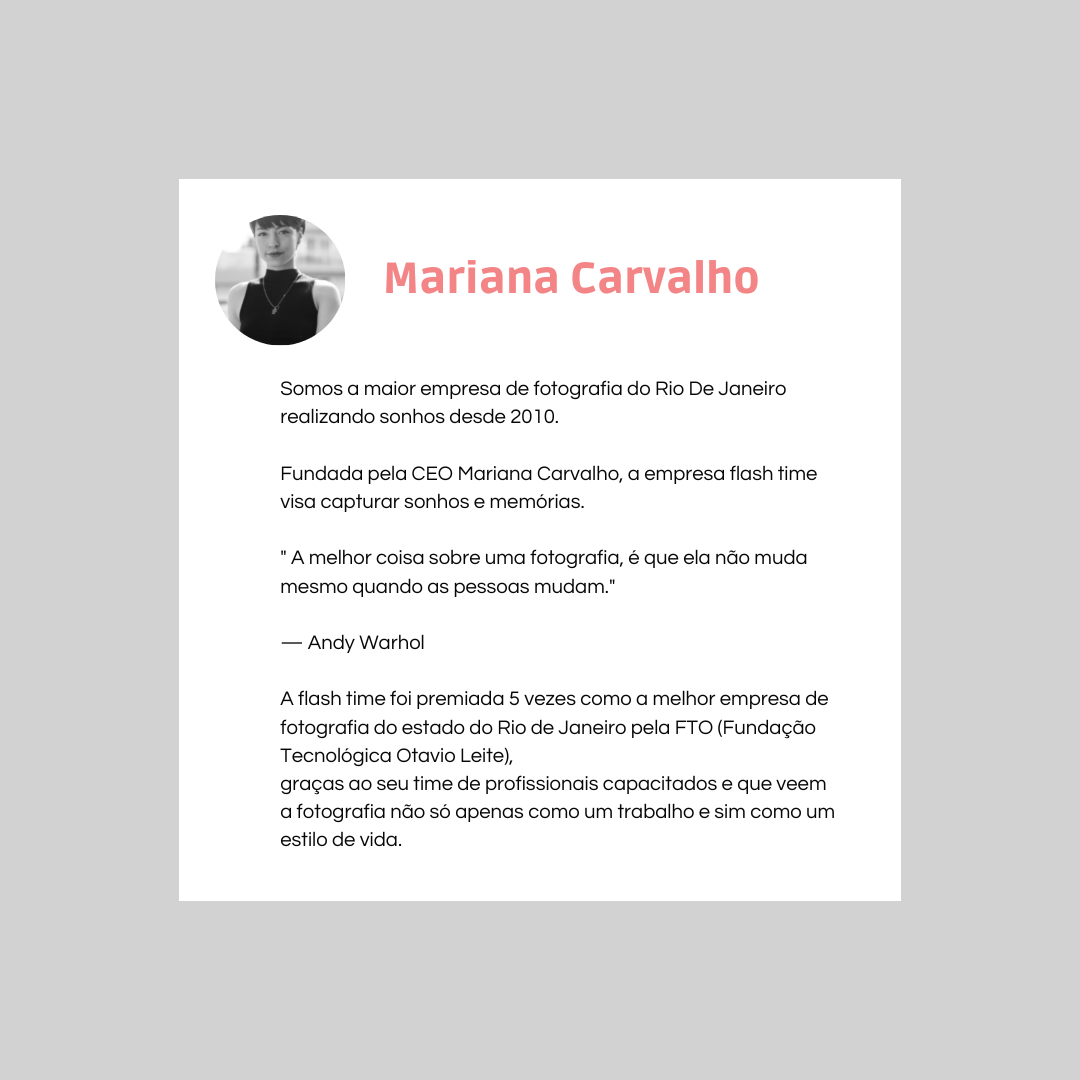 Mariana Carvalho
Somos a maior empresa de fotografia do Rio De Janeiro
realizando sonhos desde 2010.
Fundada pela CEO Mariana Carvalho, a empresa flash time
visa capturar sonhos e memórias.
" A melhor coisa sobre uma fotografia, é que ela não muda
mesmo quando as pessoas mudam."
— Andy Warhol
A flash time foi premiada 5 vezes como a melhor empresa de
fotografia do estado do Rio de Janeiro pela FTO (Fundação
Tecnológica Otavio Leite),
graças ao seu time de profissionais capacitados e que veem
a fotografia não só apenas como um trabalho e sim como um
estilo de vida.